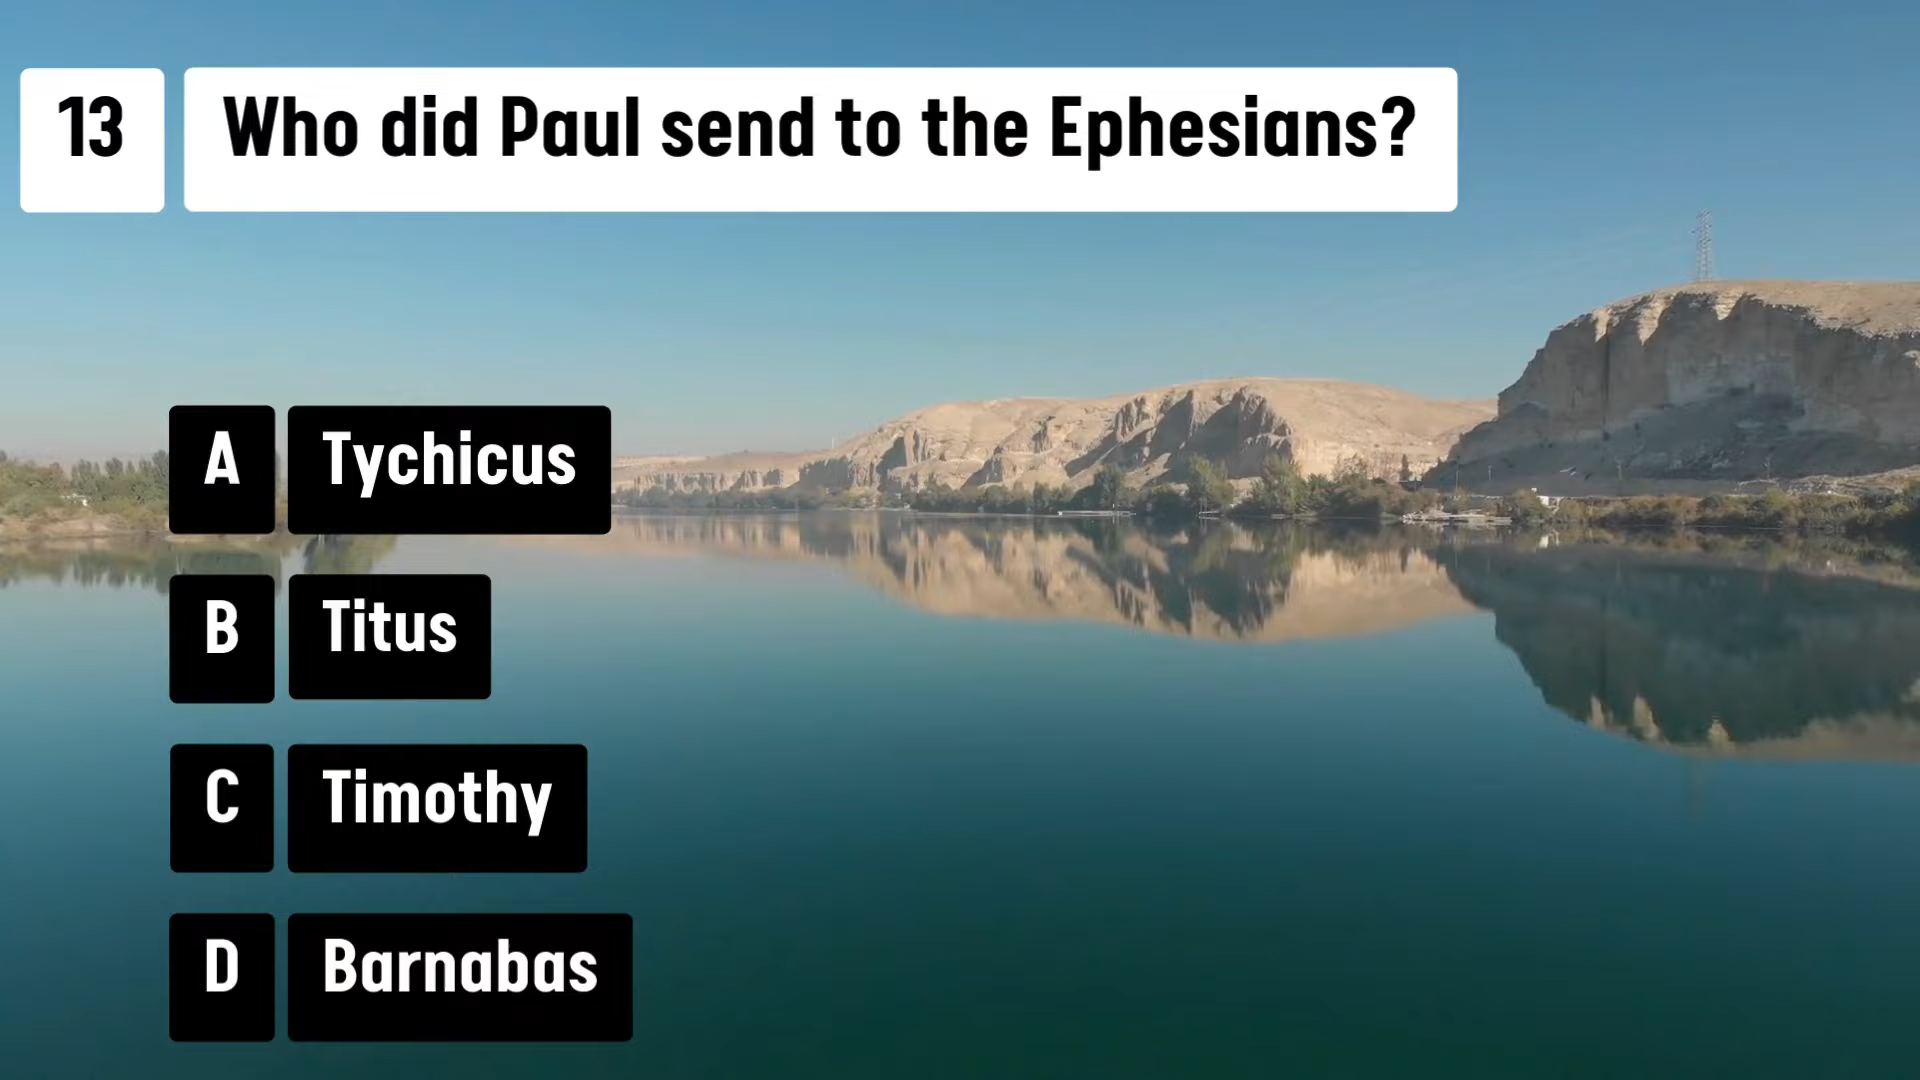 13 Who did Paul send to the Ephesians?
A Tychicus
B Titus
C Timothy
D Barnabas